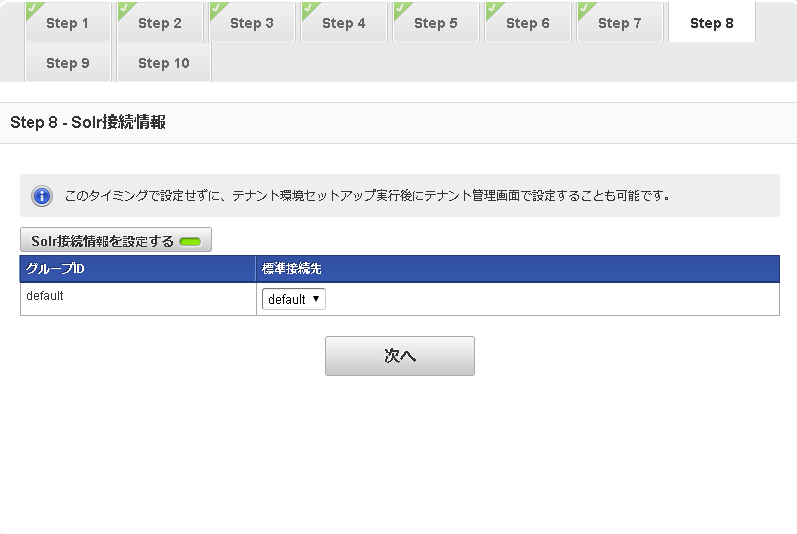 Step 1 Step 2 Step 3 Step 4 Step 5 Step 6 Step 7 Step 8
Step 9 Step 10
Step 8 - Solr接続情報
このタイミングで設定せずに、テナント環境セットアップ実行後にテナント管理画面で設定することも可能です。
Solr接続情報を設定する
グループID 標準接続先
default default
次へ